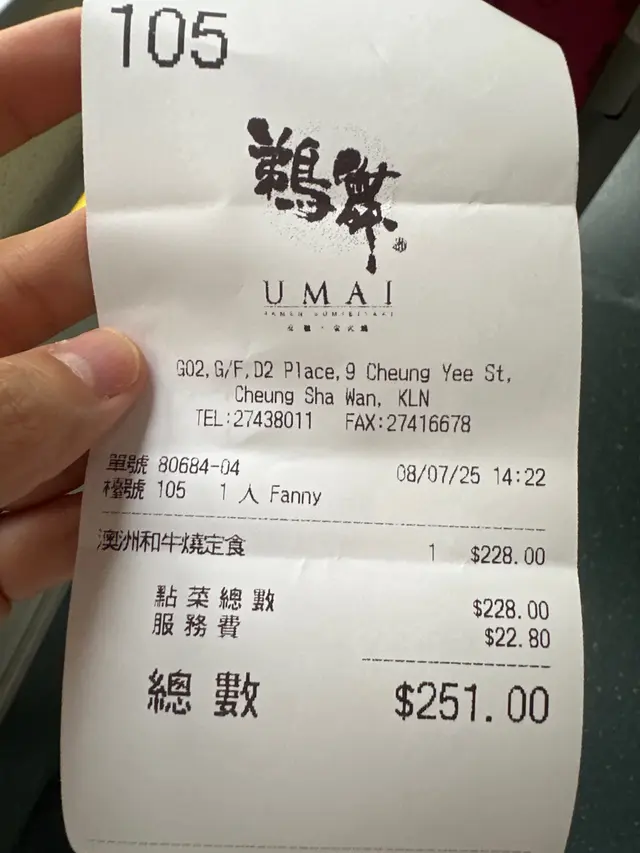 105
鵜舞
UMAI
G02, G/F, D2 Place, 9 Cheung Yee St,
Cheung Sha Wan, KLN
TEL:27438011 FAX:27416678
單號 80684-04 08/07/25 14:22
檯號 105 1 人 Fanny
澳洲和牛燒定食 1 $228.00
點菜總數 $228.00
服務費 $22.80
總數 $251.00